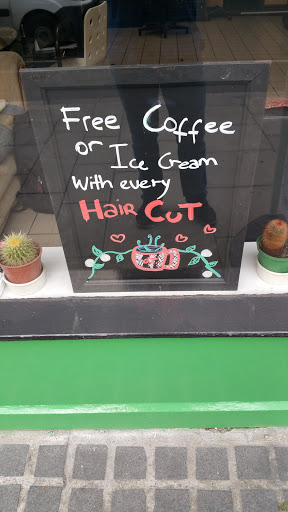 Free Coffee
or Ice Cream
with every
Hair CuT